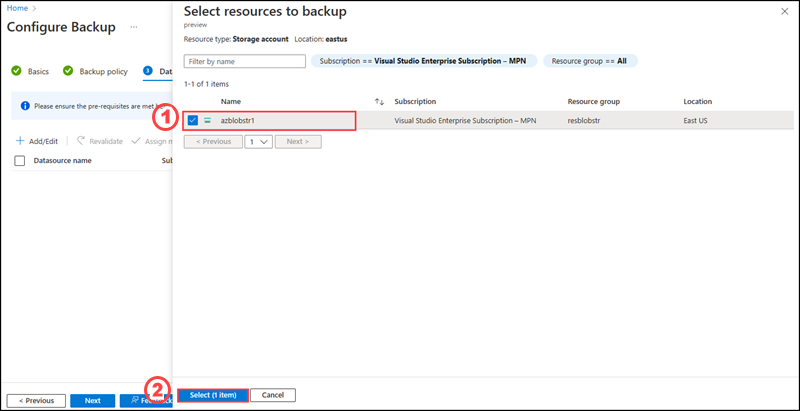 Home >
Configure Backup ...
Basics
Backup policy
3
Please ensure the pre-requisites are met
+ Add/Edit
Revalidate
Assign
Datasource name
< Previous
Next
Select resources to backup
preview
Resource type: Storage account Location: eastus
Filter by name
Subscription == Visual Studio Enterprise Subscription – MPN
Resource group == All
1-1 of 1 items
Name ↑↓ Subscription Resource group Location
1
azblobstr1 Visual Studio Enterprise Subscription – MPN resblobstr East US
< Previous 1 Next >
2
Select (1 item)
Cancel